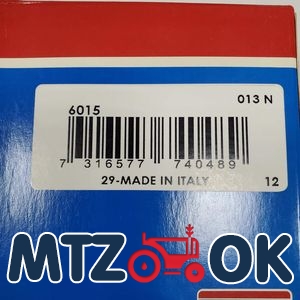 6015 013 N
7 316577 740489
29-MADE IN ITALY 12
MTZ OK